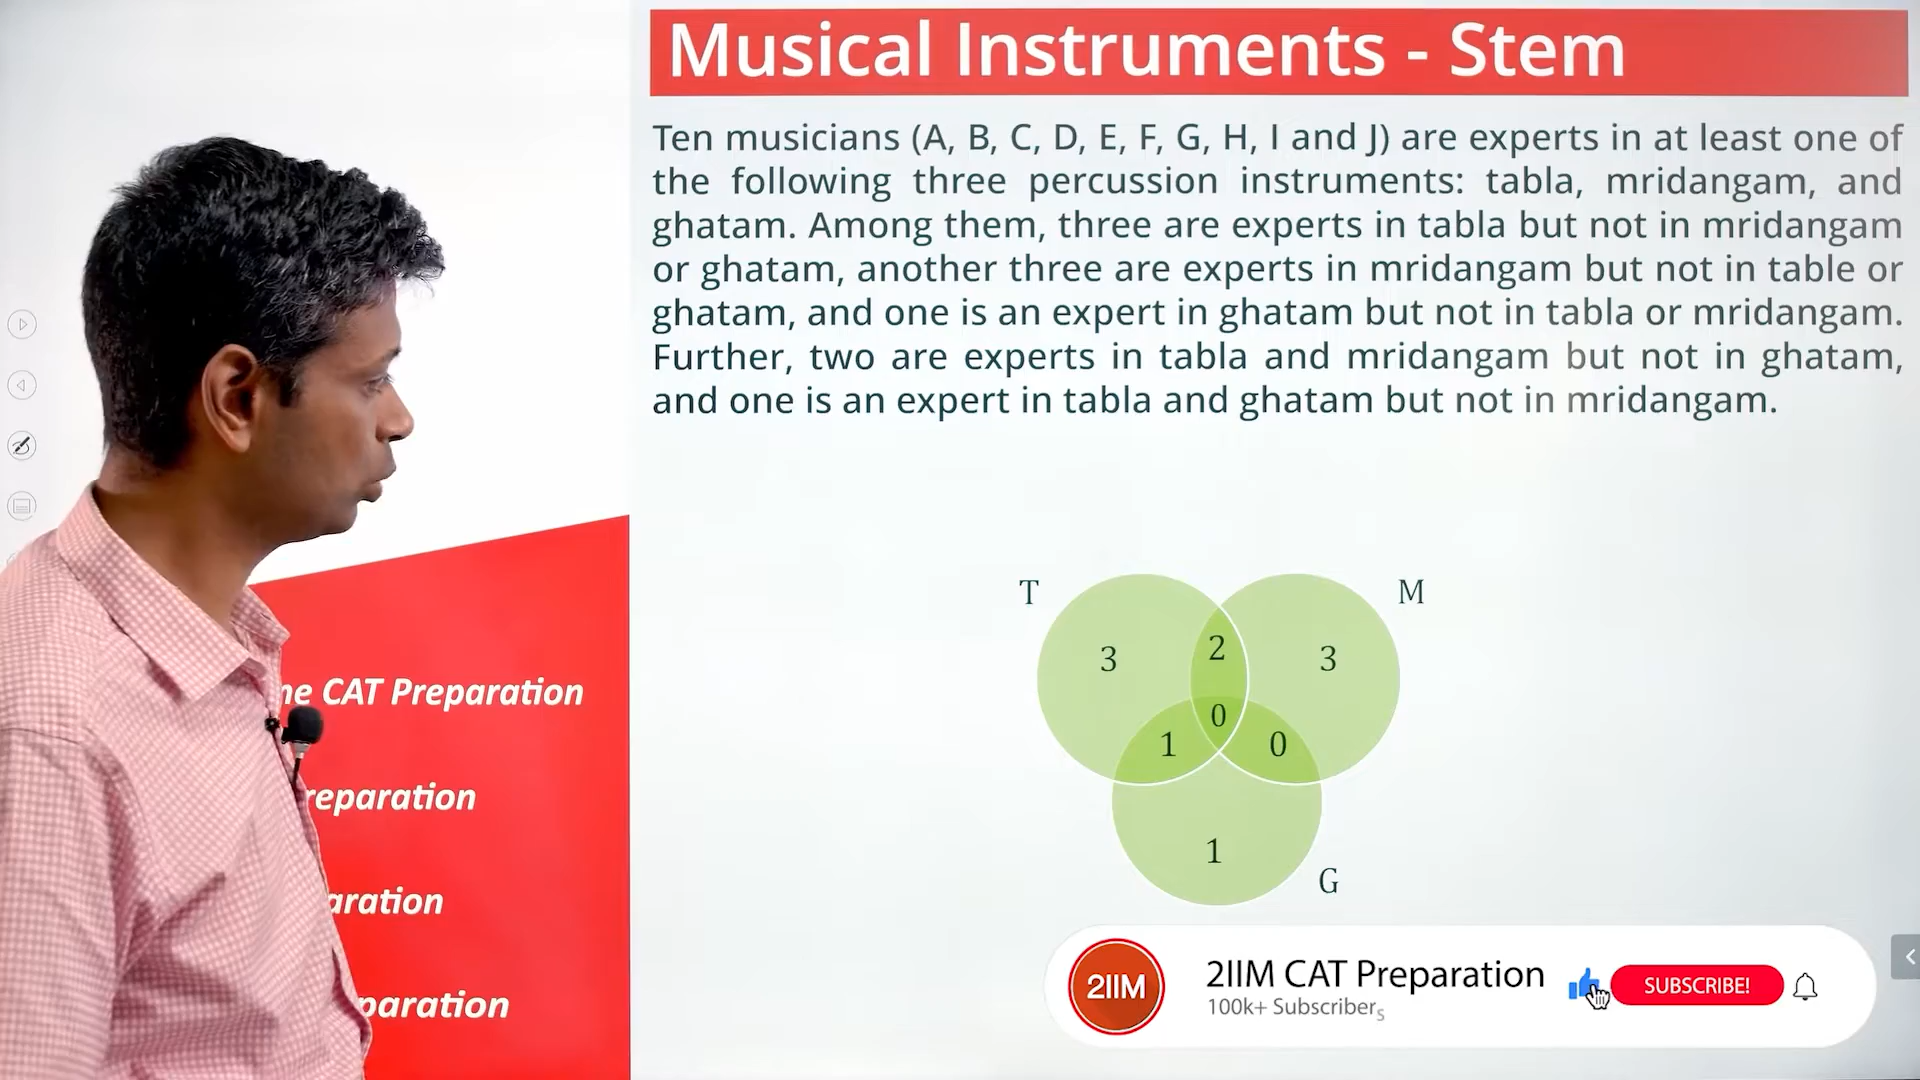 Musical Instruments - Stem
Ten musicians (A, B, C, D, E, F, G, H, I and J) are experts in at least one of
the following three percussion instruments: tabla, mridangam, and
ghatam. Among them, three are experts in tabla but not in mridangam
or ghatam, another three are experts in mridangam but not in table or
ghatam, and one is an expert in ghatam but not in tabla or mridangam.
Further, two are experts in tabla and mridangam but not in ghatam,
and one is an expert in tabla and ghatam but not in mridangam.
T
M
3
2
3
0
1
0
1
G
CAT Preparation
2IIM
2IIM CAT Preparation
100k+ Subscribers
SUBSCRIBE!